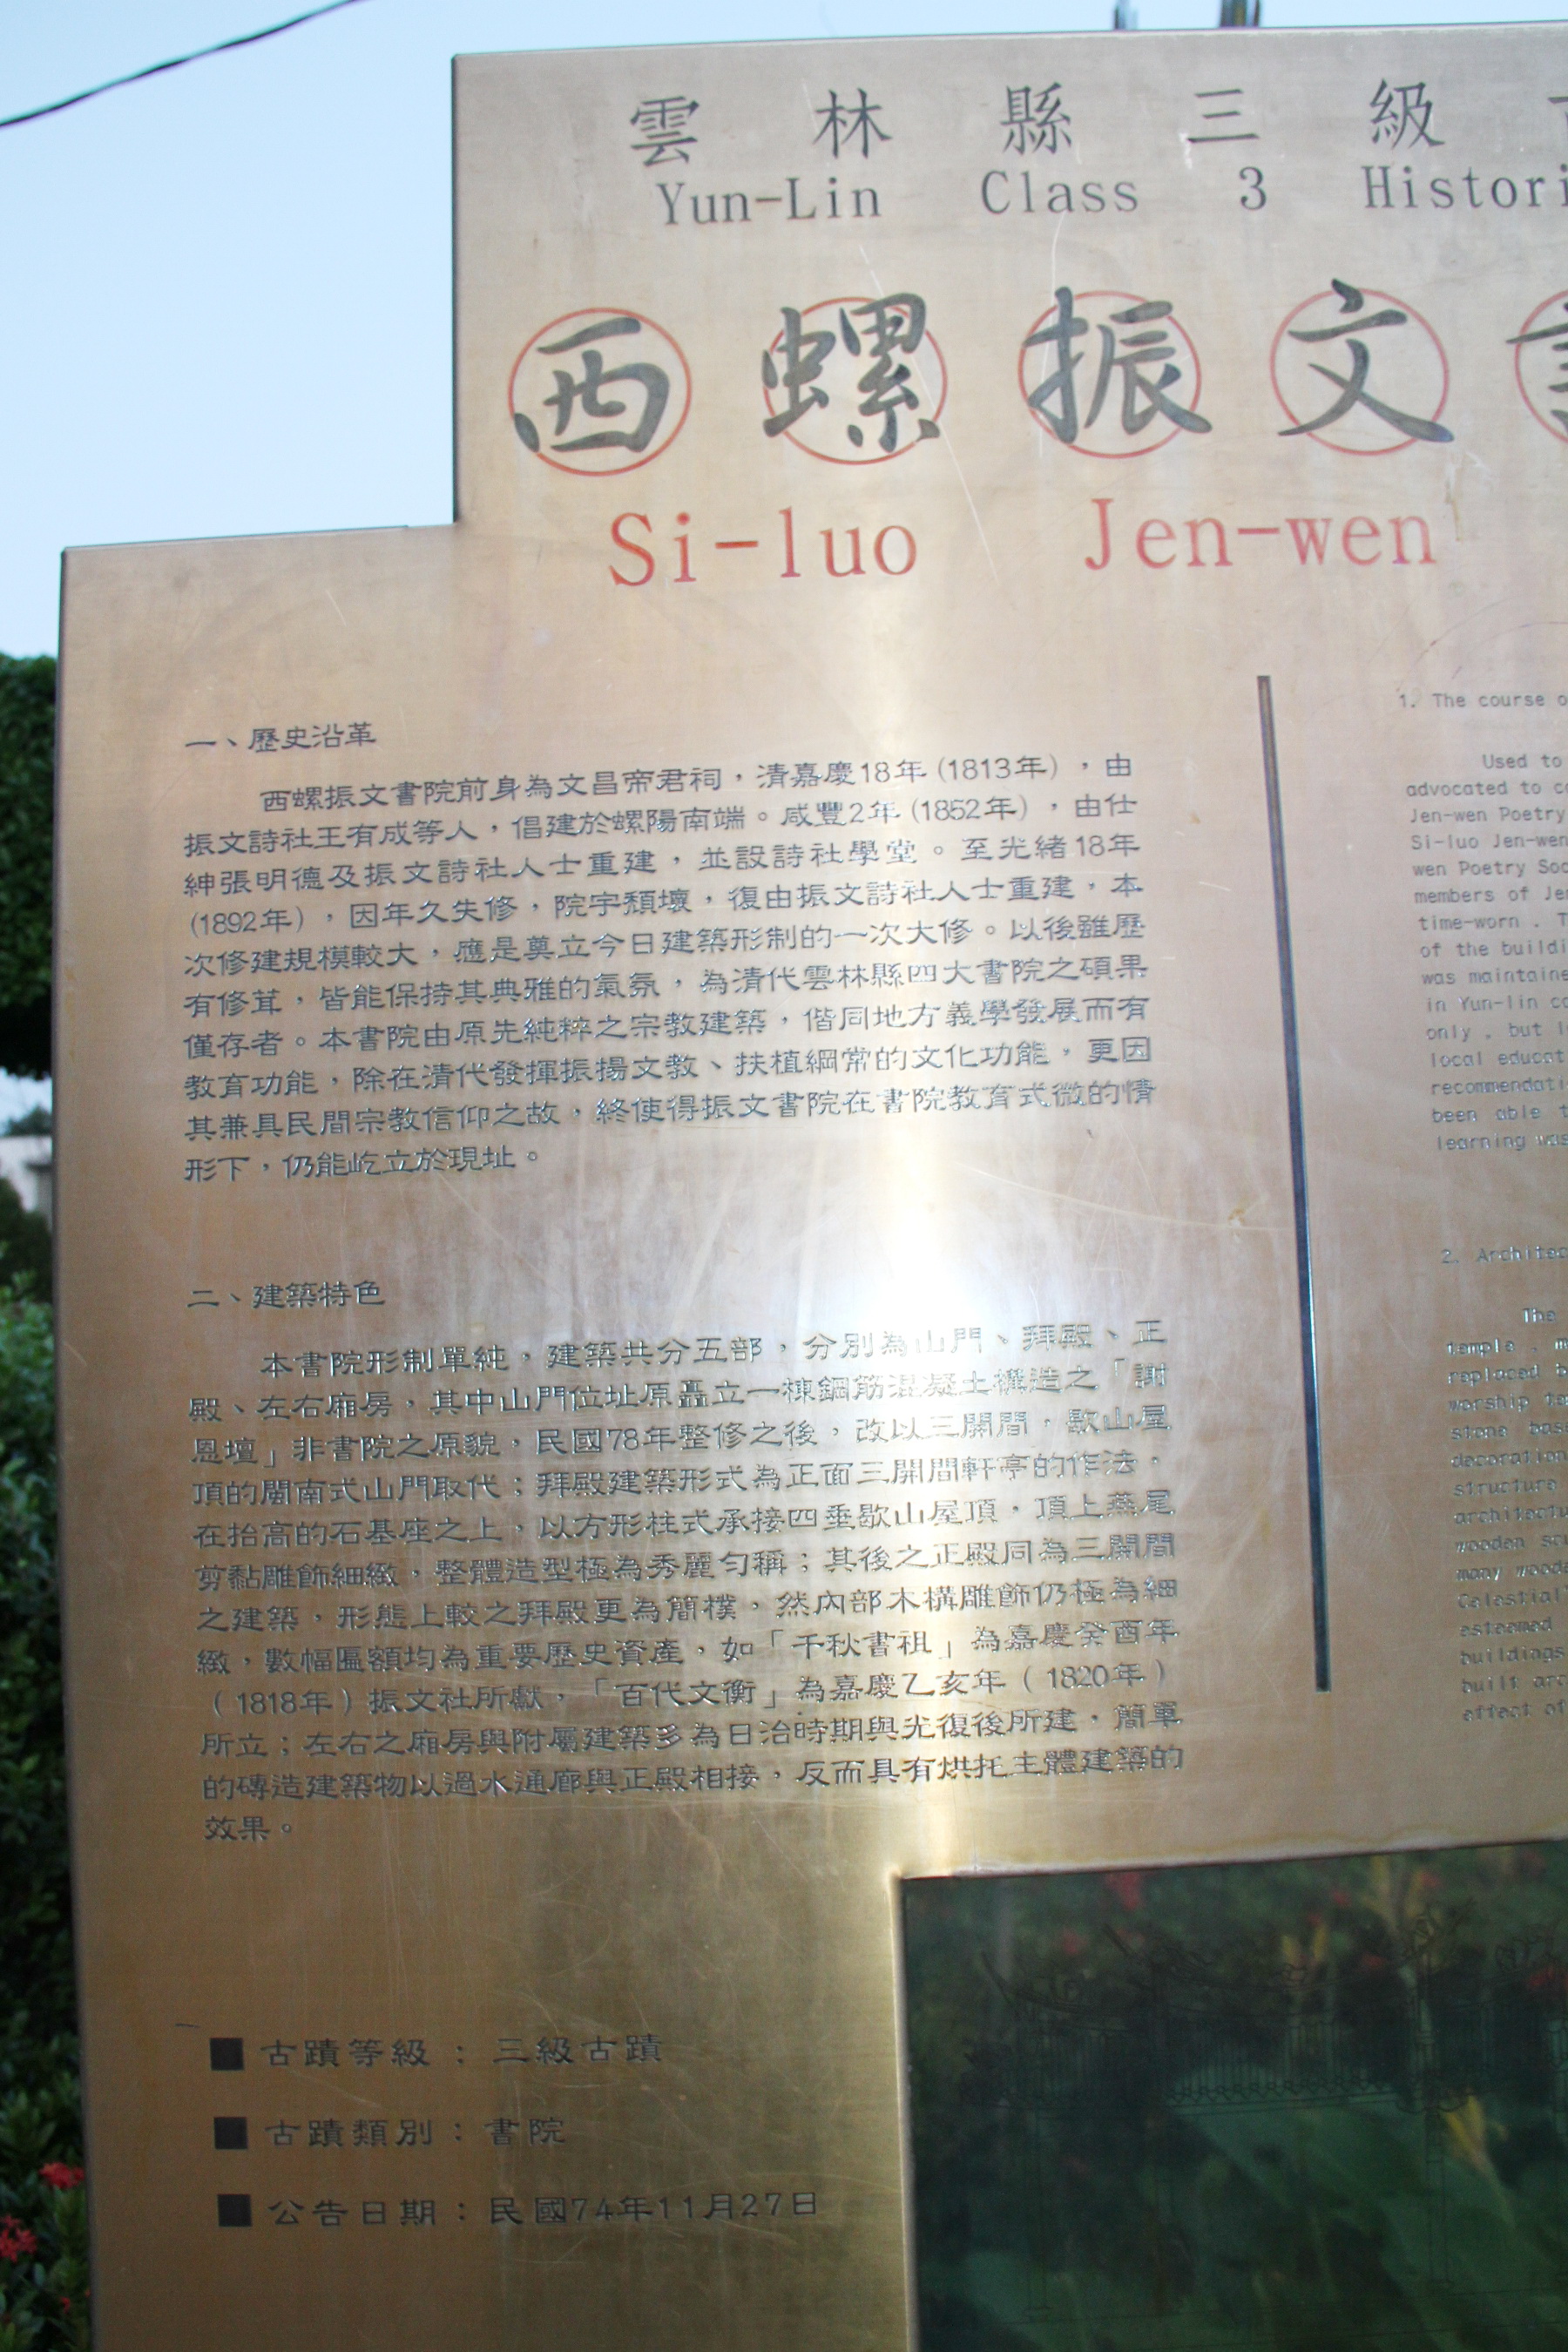 雲林縣三級
Yun-Lin Class 3 Histori
西螺振文
Si-luo Jen-wen
一、歷史沿革
西螺振文書院前身為文昌帝君祠，清嘉慶18年(1813年)，由
振文詩社王有成等人，倡建於螺陽南端。咸豐2年(1852年)，由仕
紳張明德及振文詩社人士重建，並設詩社學堂。至光緒18年
(1892年)，因年久失修，院宇頹壞，復由振文詩社人士重建，本
次修建規模較大，應是奠立今日建築形制的一次大修。以後雖歷
有修茸，皆能保持其典雅的氣氛，為清代雲林縣四大書院之碩果
僅存者。本書院由原先純粹之宗教建築，偕同地方義學發展而有
教育功能，除在清代發揮振揚文教、扶植綱常的文化功能，更因
其兼具民間宗教信仰之故，終使得振文書院在書院教育式微的情
形下，仍能屹立於現址。
二、建築特色
本書院形制單純，建築共分五部，分別為山門、拜殿、正
殿、左右廂房，其中山門位址原矗立一棟鋼筋混凝土構造之「謝
恩壇」非書院之原貌，民國78年整修之後，改以三開間，歇山屋
頂的閩南式山門取代；拜殿建築形式為正面三開間軒亭的作法，
在抬高的石基座之上，以方形柱式承接四垂歇山屋頂，頂上燕尾
剪黏雕飾細緻，整體造型極為秀麗勻稱；其後之正殿同為三開間
之建築，形態上較之拜殿更為簡樸，然內部木構雕飾仍極為細
緻，數幅匾額均為重要歷史資產，如「千秋書祖」為嘉慶癸酉年
(1818年)振文社所獻，「百代文衡」為嘉慶乙亥年(1820年)
所立；左右之廂房與附屬建築多為日治時期與光復後所建，簡單
的磚造建築物以過水通廊與正殿相接，反而具有烘托主體建築的
效果。
■古蹟等級：三級古蹟
■古蹟類別：書院
■公告日期：民國74年11月27日
1. The course o
Used to
advocated to c
Jen-wen Poetry
Si-luo Jen-wen
wen Poetry Soc
members of Je
time-worn . T
of the buildi
was maintaine
in Yun-lin co
only , but l
local educat
recommendati
been able t
learning was
2. Architec
The
temple , m
replaced b
worship te
stone bas
decoration
structure
architectu
wooden scu
many wood
Celestial
esteemed
buildings
built arc
effect of